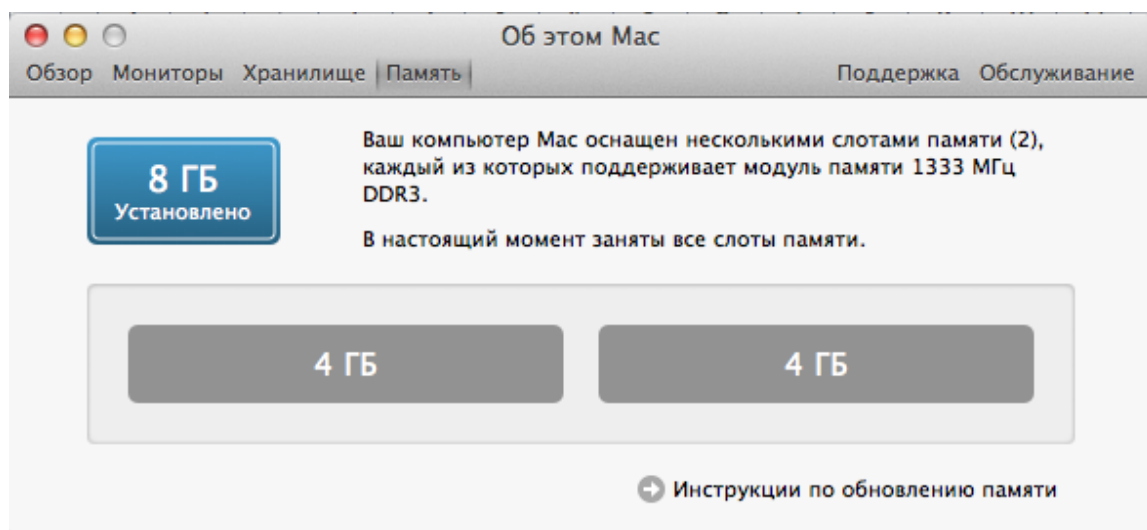 Об этом Mac
Обзор Мониторы Хранилище Память Поддержка Обслуживание
8 ГБ
Установлено
Ваш компьютер Mac оснащен несколькими слотами памяти (2),
каждый из которых поддерживает модуль памяти 1333 МГц
DDR3.
В настоящий момент заняты все слоты памяти.
4 ГБ 4 ГБ
Инструкции по обновлению памяти